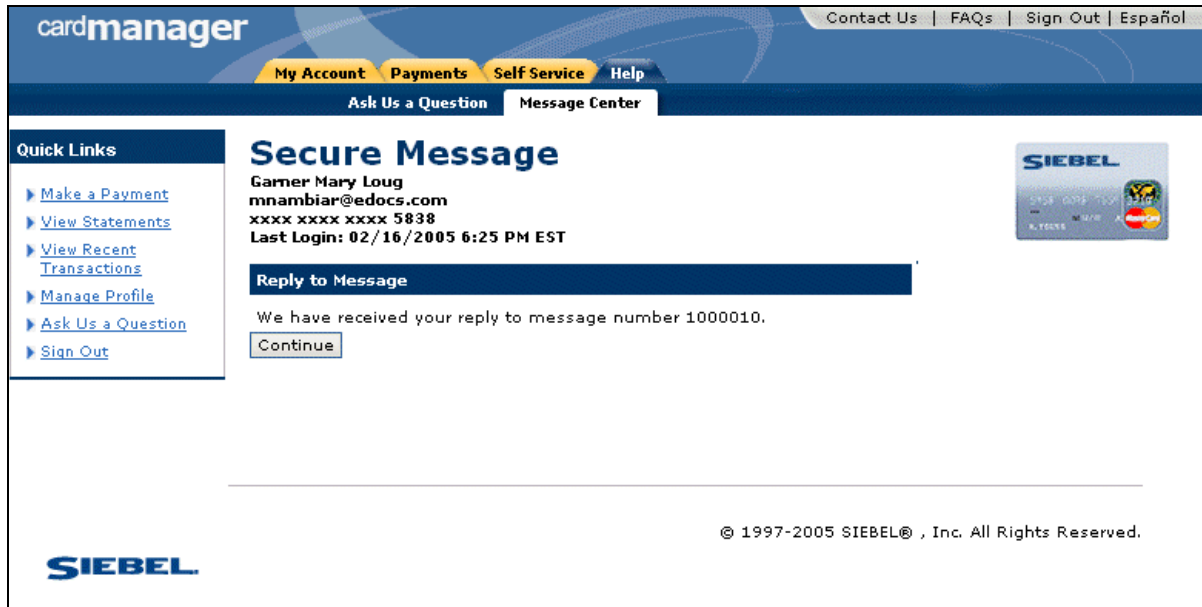 cardmanager
Contact Us | FAQs | Sign Out | Español
My Account Payments Self Service Help
Ask Us a Question Message Center
Quick Links
Make a Payment
View Statements
View Recent
Transactions
Manage Profile
Ask Us a Question
Sign Out
Secure Message
Garner Mary Loug
mnambiar@edocs.com
xxxx xxxx xxxx 5838
Last Login: 02/16/2005 6:25 PM EST
SIEBEL
Reply to Message
We have received your reply to message number 1000010.
Continue
© 1997-2005 SIEBEL® , Inc. All Rights Reserved.
SIEBEL.